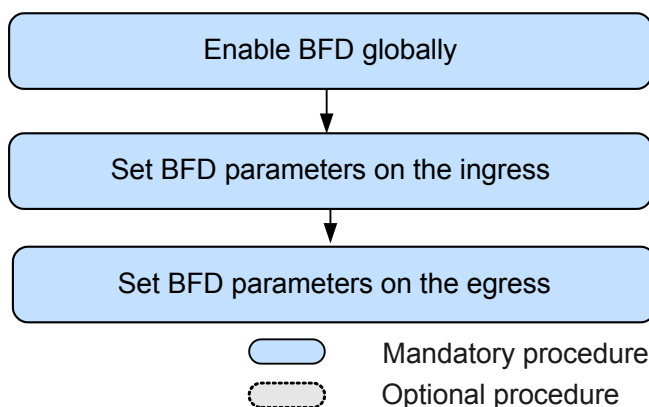 Enable BFD globally
Set BFD parameters on the ingress
Set BFD parameters on the egress
Mandatory procedure
Optional procedure